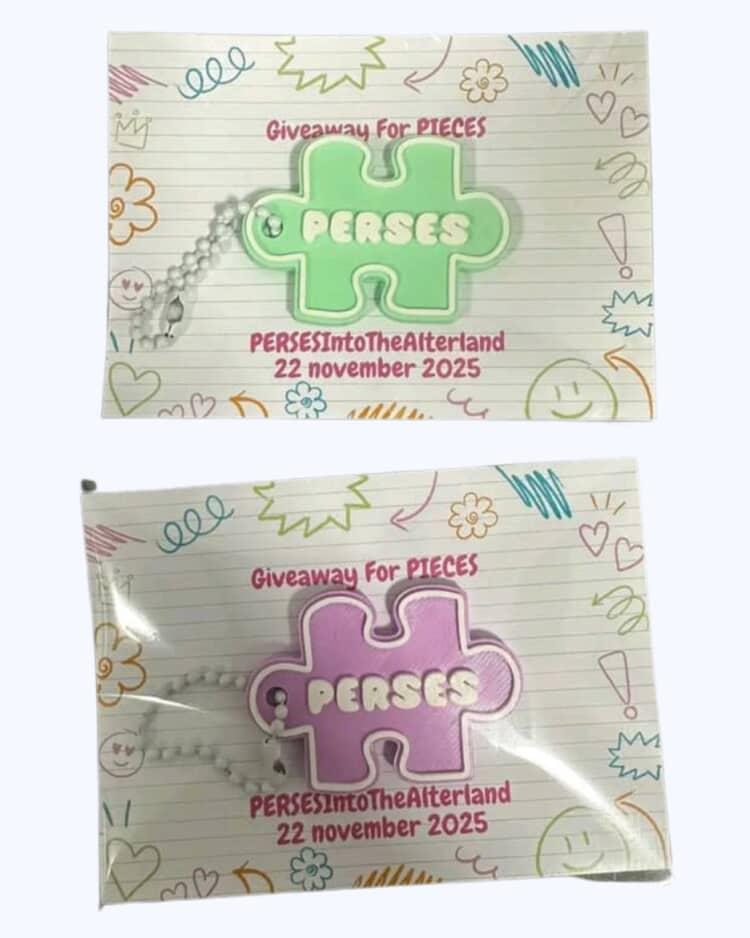 Giveaway For PIECES
PERSES
PERSESIntoTheAlterland
22 november 2025
Giveaway For PIECES
PERSES
PERSESIntoTheAlterland
22 november 2025